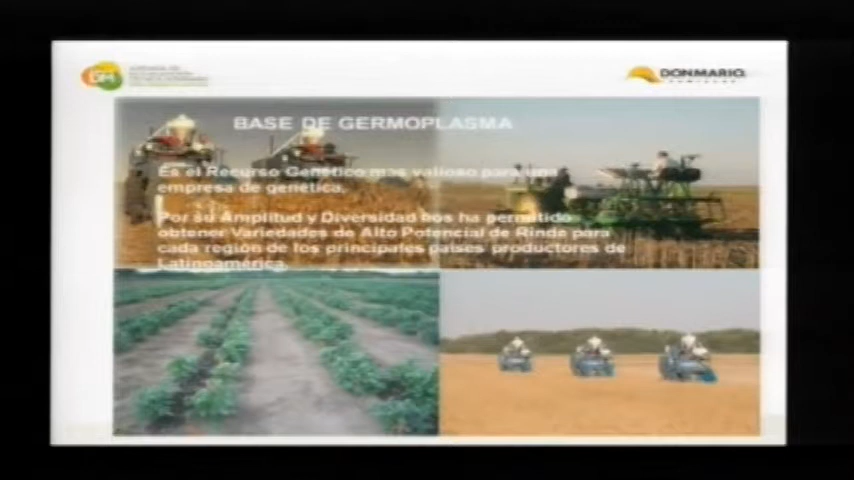 DM
DONMARIO
BASE DE GERMOPLASMA
Es el Recurso Genético mas valioso para una
empresa de genética.
Por su Amplitud y Diversidad nos ha permitido
obtener Variedades de Alto Potencial de Rinde para
cada región de los principales países productores de
Latinoamérica.